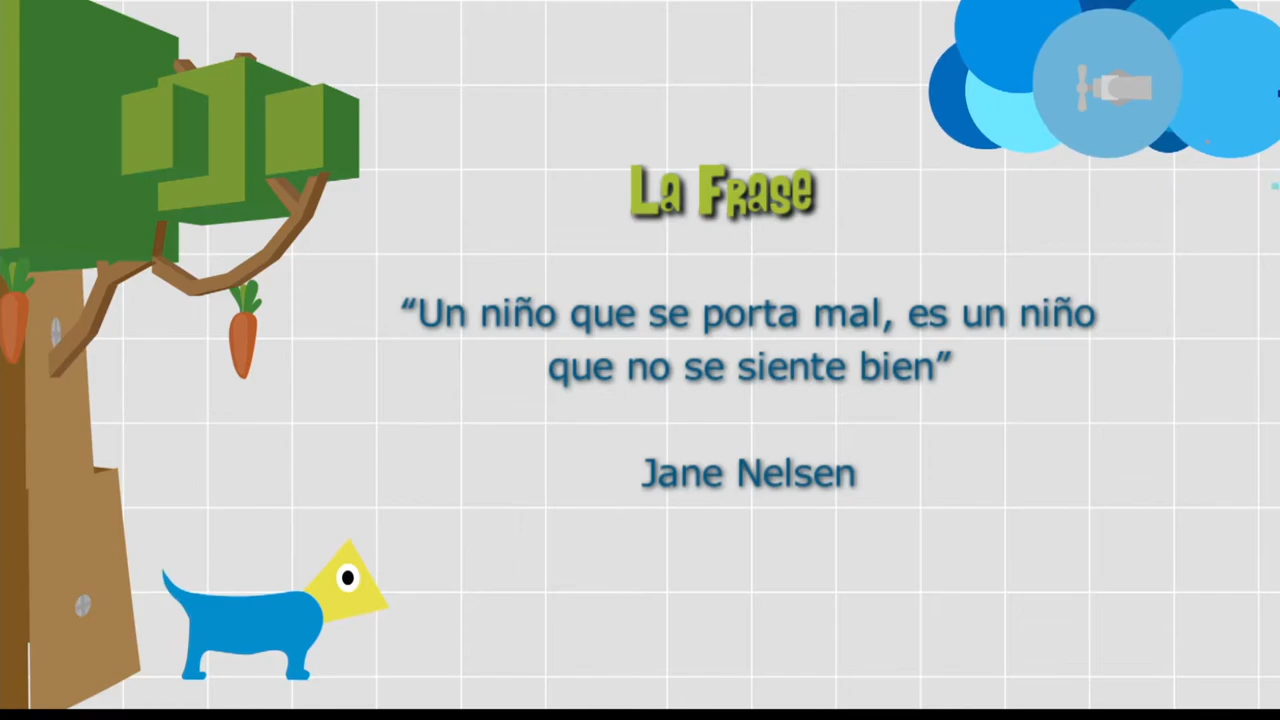 La Frase
“Un niño que se porta mal, es un niño
que no se siente bien”
Jane Nelsen